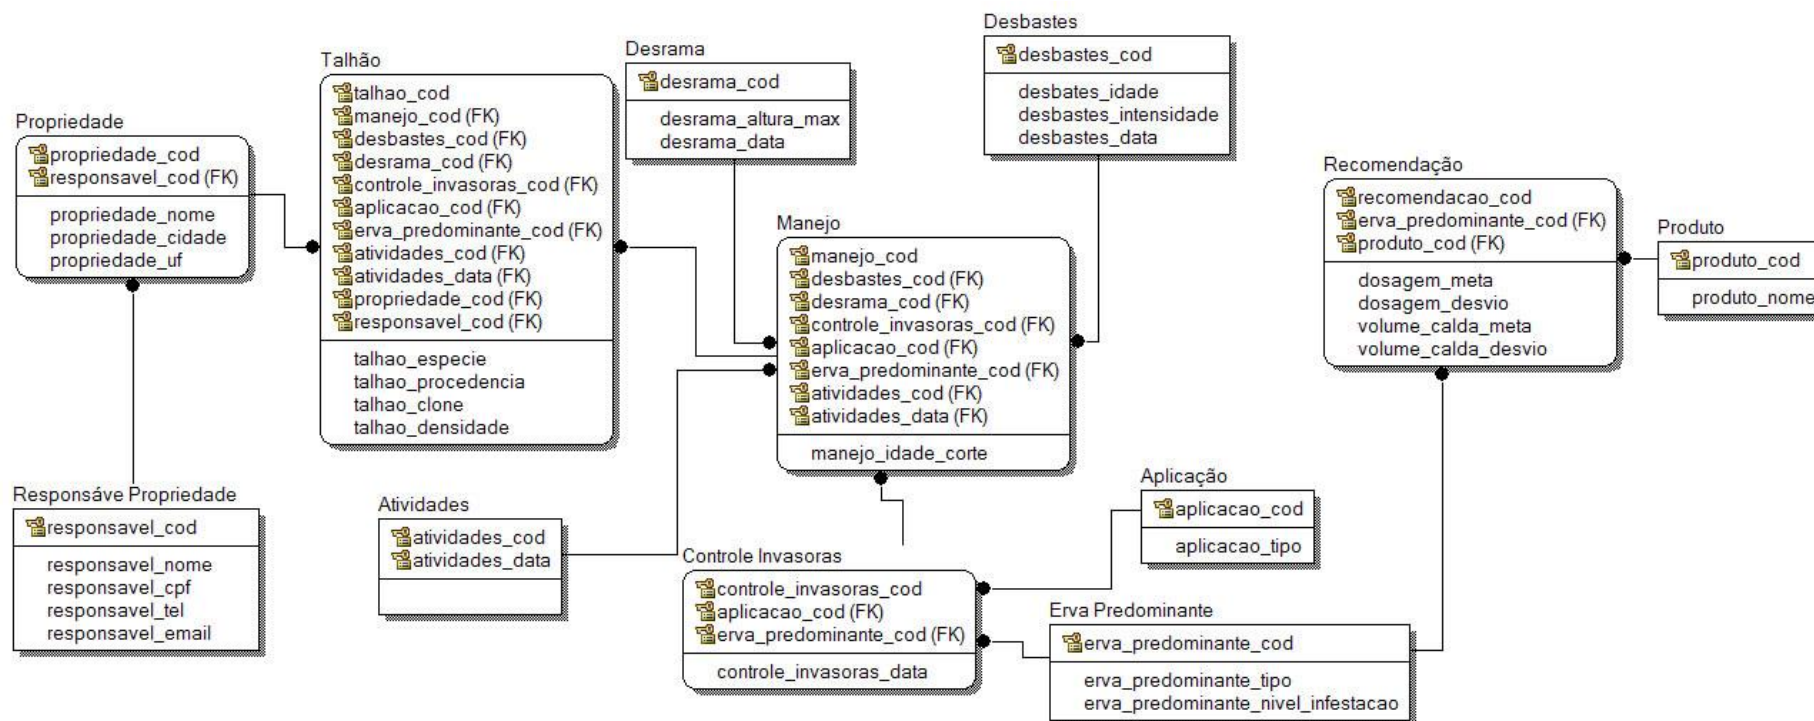 Propriedade
propriedade_cod
responsavel_cod (FK)
propriedade_nome
propriedade_cidade
propriedade_uf
Responsáve Propriedade
responsavel_cod
responsavel_nome
responsavel_cpf
responsavel_tel
responsavel_email
Talhão
talhao_cod
manejo_cod (FK)
desbastes_cod (FK)
desrama_cod (FK)
controle_invasoras_cod (FK)
aplicacao_cod (FK)
erva_predominante_cod (FK)
atividades_cod (FK)
atividades_data (FK)
propriedade_cod (FK)
responsavel_cod (FK)
talhao_especie
talhao_procedencia
talhao_clone
talhao_densidade
Atividades
atividades_cod
atividades_data
Desrama
desrama_cod
desrama_altura_max
desrama_data
Desbastes
desbastes_cod
desbates_idade
desbastes_intensidade
desbastes_data
Manejo
manejo_cod
desbastes_cod (FK)
desrama_cod (FK)
controle_invasoras_cod (FK)
aplicacao_cod (FK)
erva_predominante_cod (FK)
atividades_cod (FK)
atividades_data (FK)
manejo_idade_corte
Controle Invasoras
controle_invasoras_cod
aplicacao_cod (FK)
erva_predominante_cod (FK)
controle_invasoras_data
Aplicação
aplicacao_cod
aplicacao_tipo
Erva Predominante
erva_predominante_cod
erva_predominante_tipo
erva_predominante_nivel_infestacao
Recomendação
recomendacao_cod
erva_predominante_cod (FK)
produto_cod (FK)
dosagem_meta
dosagem_desvio
volume_calda_meta
volume_calda_desvio
Produto
produto_cod
produto_nome